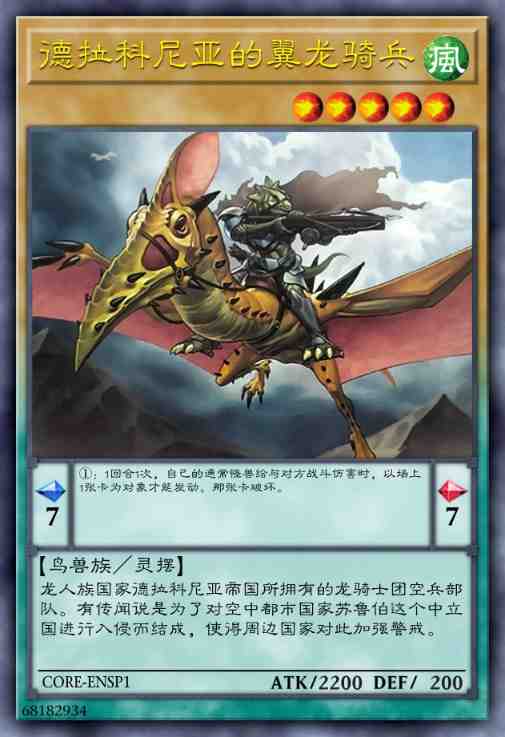 德拉科尼亚的翼龙骑兵
風
①：1回合1次，自己的通常怪兽给与对方战斗伤害时，以场上
1张卡为对象才能发动。那张卡破坏。
7
7
【鸟兽族／灵摆】
龙人族国家德拉科尼亚帝国所拥有的龙骑士团空兵部
队。有传闻说是为了对空中都市国家苏鲁伯这个中立
国进行入侵而结成，使得周边国家对此加强警戒。
CORE-ENSP1
ATK/2200 DEF/ 200
68182934